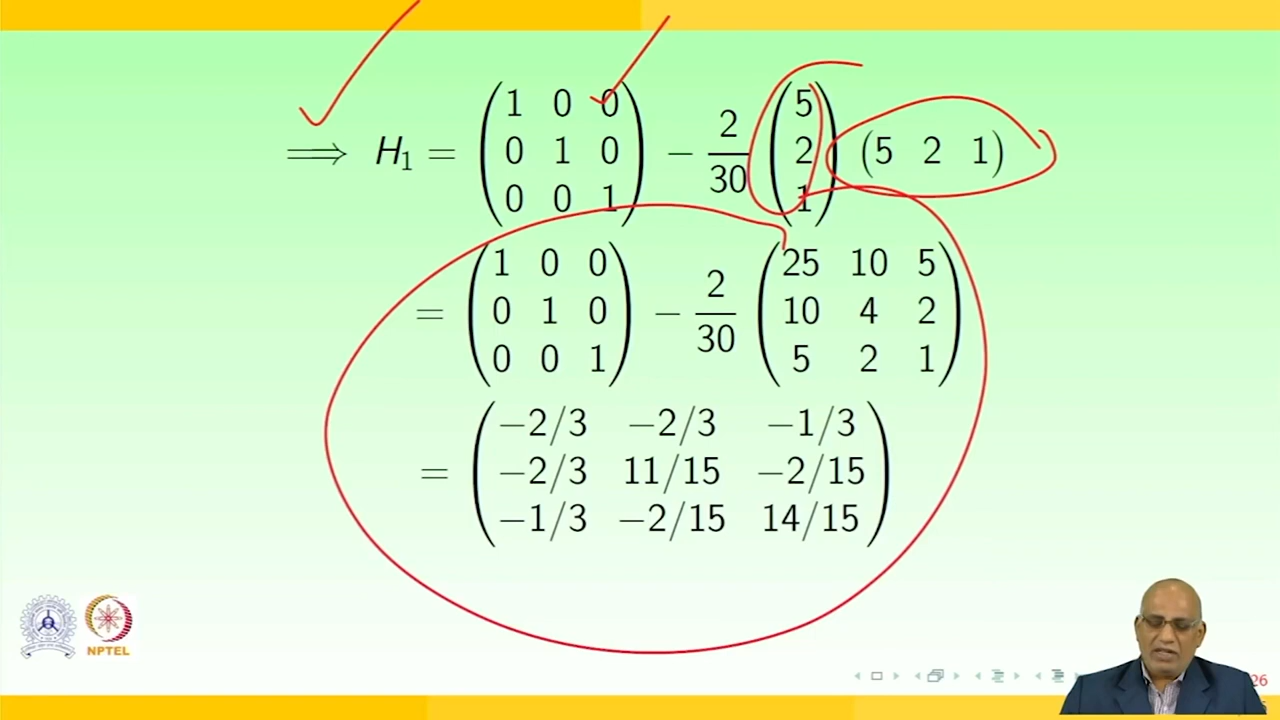 ⟹ H₁ = (1 0 0; 0 1 0; 0 0 1) − 2/30 (5; 2; 1) (5 2 1)
= (1 0 0; 0 1 0; 0 0 1) − 2/30 (25 10 5; 10 4 2; 5 2 1)
= (−2/3 −2/3 −1/3; −2/3 11/15 −2/15; −1/3 −2/15 14/15)
NPTEL
26